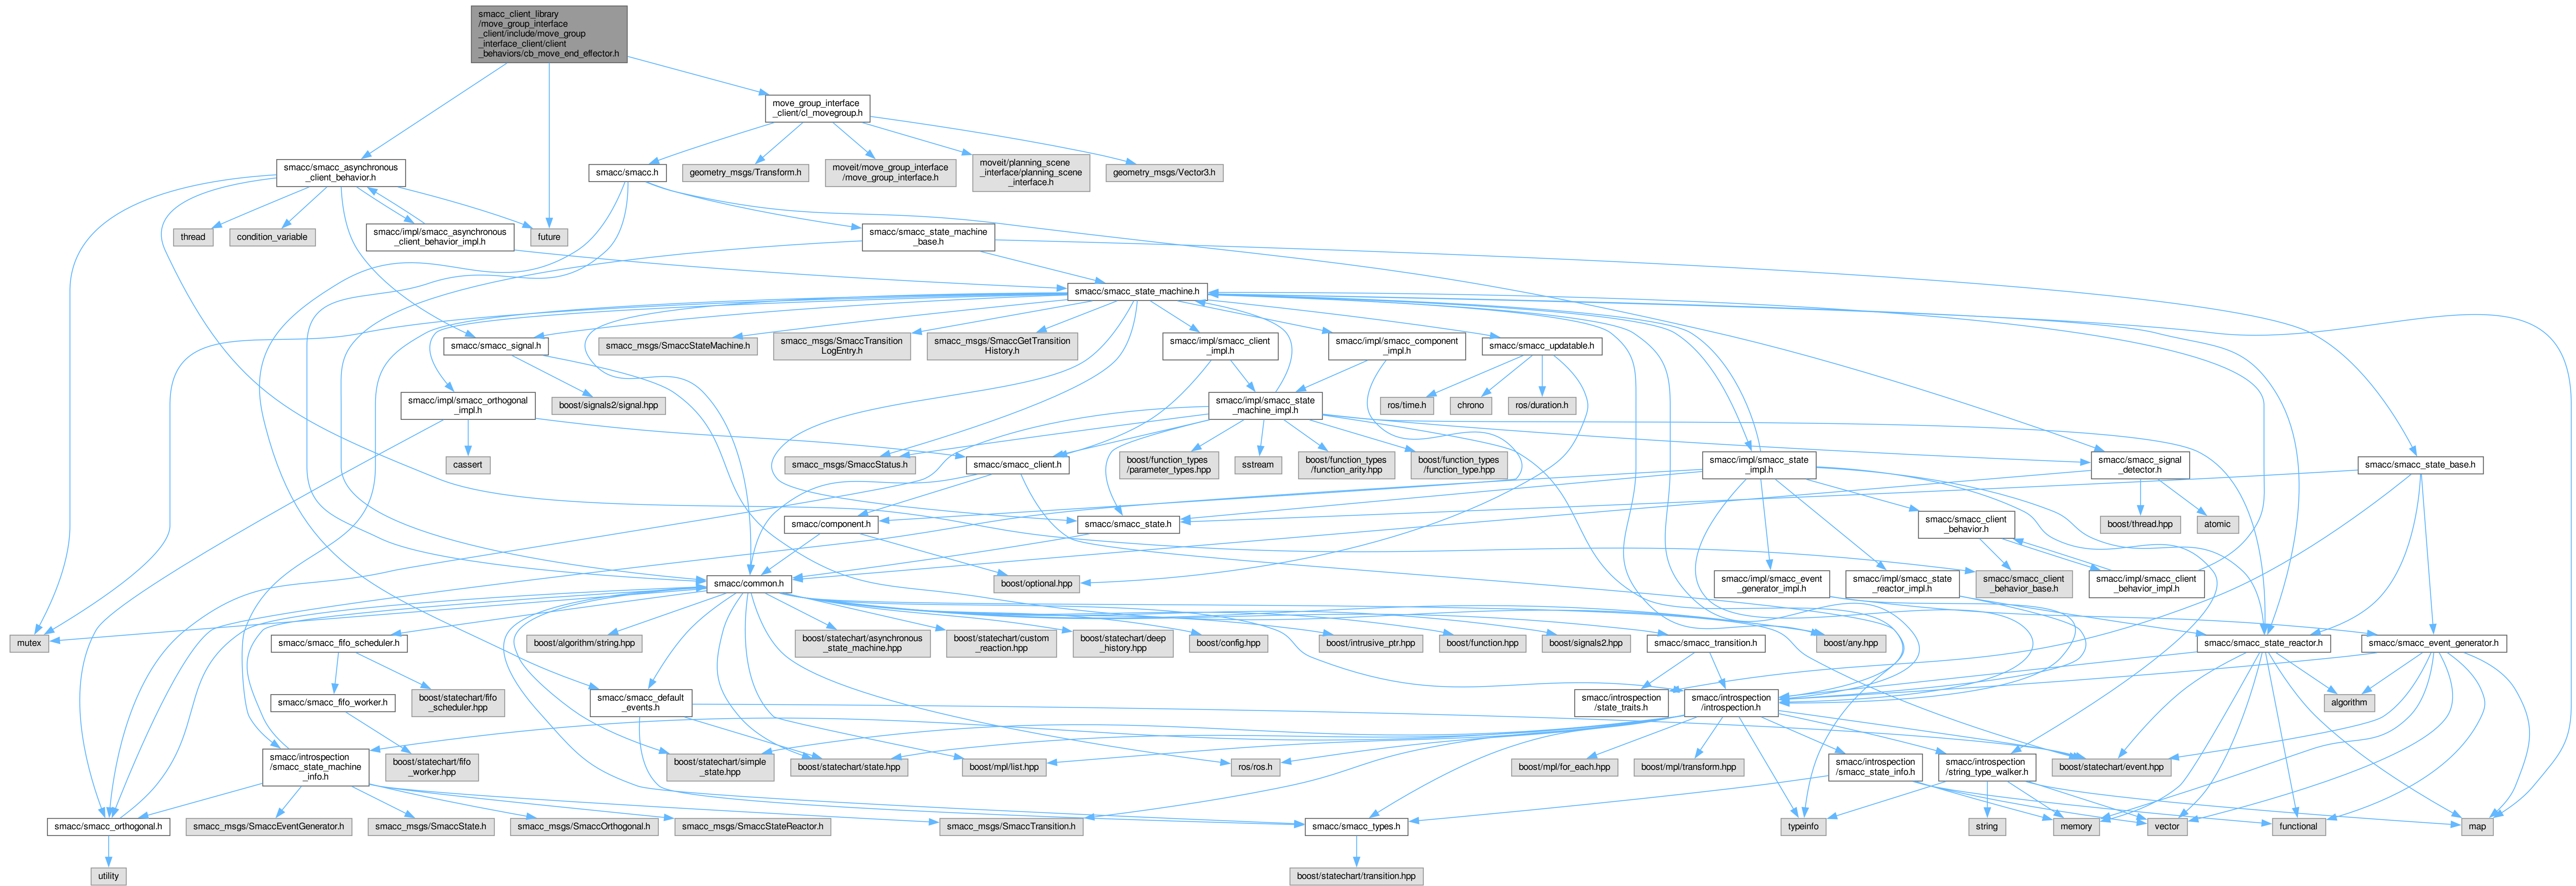 smacc_client_library
/move_group_interface
_client/include/move_group
_interface_client/client
_behaviors/cb_move_end_effector.h
move_group_interface
_client/cl_movegroup.h
smacc/smacc_asynchronous
_client_behavior.h
smacc/smacc.h
geometry_msgs/Transform.h
moveit/move_group_interface
/move_group_interface.h
moveit/planning_scene
_interface/planning_scene
_interface.h
geometry_msgs/Vector3.h
thread
condition_variable
smacc/impl/smacc_asynchronous
_client_behavior_impl.h
future
smacc/smacc_state_machine
_base.h
smacc/smacc_state_machine.h
smacc/smacc_signal.h
smacc_msgs/SmaccStateMachine.h
smacc_msgs/SmaccTransition
LogEntry.h
smacc_msgs/SmaccGetTransition
History.h
smacc/impl/smacc_client
_impl.h
smacc/impl/smacc_component
_impl.h
smacc/smacc_updatable.h
smacc/impl/smacc_orthogonal
_impl.h
boost/signals2/signal.hpp
smacc/impl/smacc_state
_machine_impl.h
ros/time.h
chrono
ros/duration.h
cassert
smacc_msgs/SmaccStatus.h
smacc/smacc_client.h
boost/function_types
/parameter_types.hpp
sstream
boost/function_types
/function_arity.hpp
boost/function_types
/function_type.hpp
smacc/impl/smacc_state
_impl.h
smacc/smacc_signal
_detector.h
smacc/smacc_state_base.h
smacc/component.h
smacc/smacc_state.h
smacc/smacc_client
_behavior.h
boost/thread.hpp
atomic
smacc/common.h
boost/optional.hpp
smacc/impl/smacc_event
_generator_impl.h
smacc/impl/smacc_state
_reactor_impl.h
smacc/smacc_client
_behavior_base.h
smacc/impl/smacc_client
_behavior_impl.h
mutex
smacc/smacc_fifo_scheduler.h
boost/algorithm/string.hpp
boost/statechart/asynchronous
_state_machine.hpp
boost/statechart/custom
_reaction.hpp
boost/statechart/deep
_history.hpp
boost/config.hpp
boost/intrusive_ptr.hpp
boost/function.hpp
boost/signals2.hpp
smacc/smacc_transition.h
boost/any.hpp
smacc/smacc_state_reactor.h
smacc/smacc_event_generator.h
smacc/smacc_fifo_worker.h
boost/statechart/fifo
_scheduler.hpp
smacc/smacc_default
_events.h
smacc/introspection
/state_traits.h
smacc/introspection
/introspection.h
algorithm
smacc/introspection
/smacc_state_machine
_info.h
boost/statechart/fifo
_worker.hpp
boost/statechart/simple
_state.hpp
boost/statechart/state.hpp
boost/mpl/list.hpp
ros/ros.h
boost/mpl/for_each.hpp
boost/mpl/transform.hpp
smacc/introspection
/smacc_state_info.h
smacc/introspection
/string_type_walker.h
boost/statechart/event.hpp
smacc/smacc_orthogonal.h
smacc_msgs/SmaccEventGenerator.h
smacc_msgs/SmaccState.h
smacc_msgs/SmaccOrthogonal.h
smacc_msgs/SmaccStateReactor.h
smacc_msgs/SmaccTransition.h
smacc/smacc_types.h
typeinfo
string
memory
vector
functional
map
utility
boost/statechart/transition.hpp